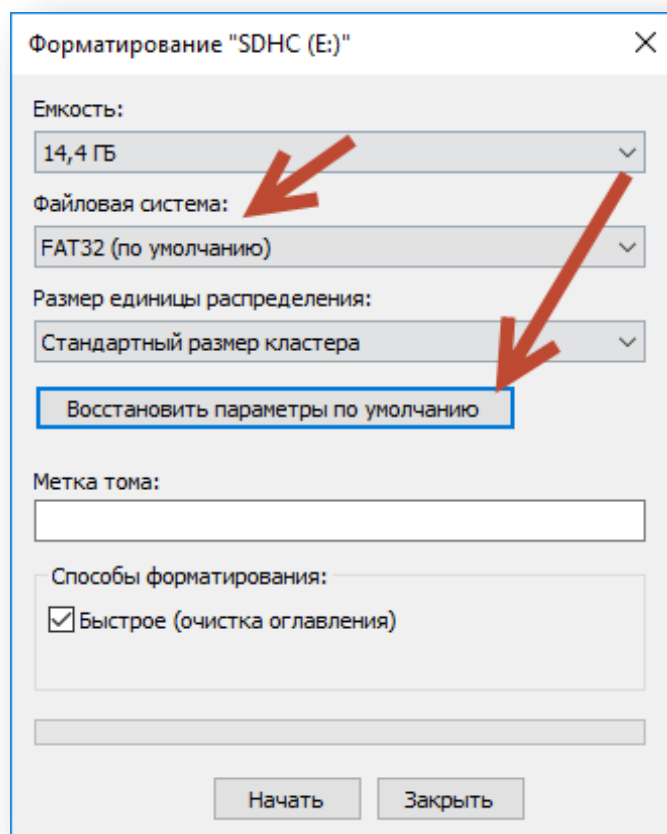 Форматирование "SDHC (E:)"
Емкость:
14,4 ГБ
Файловая система:
FAT32 (по умолчанию)
Размер единицы распределения:
Стандартный размер кластера
Восстановить параметры по умолчанию
Метка тома:
Способы форматирования:
Быстрое (очистка оглавления)
Начать Закрыть